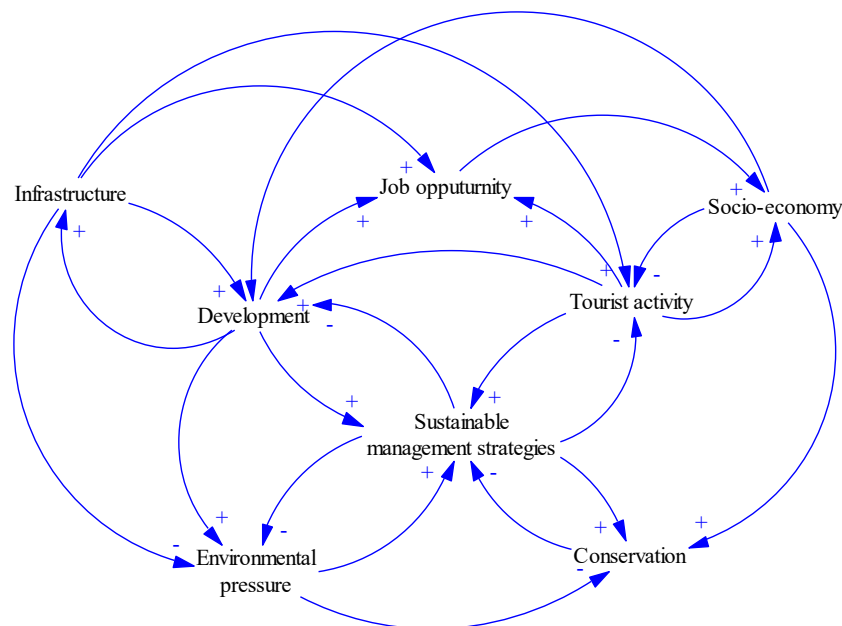 +
Job opputurnity
Infrastructure
+
Socio-economy
+
+
+
+
+
-
+
Tourist activity
+
Development
-
-
+
+
Sustainable
management strategies
+
-
+
-
+
+
-
Environmental
pressure
Conservation
-